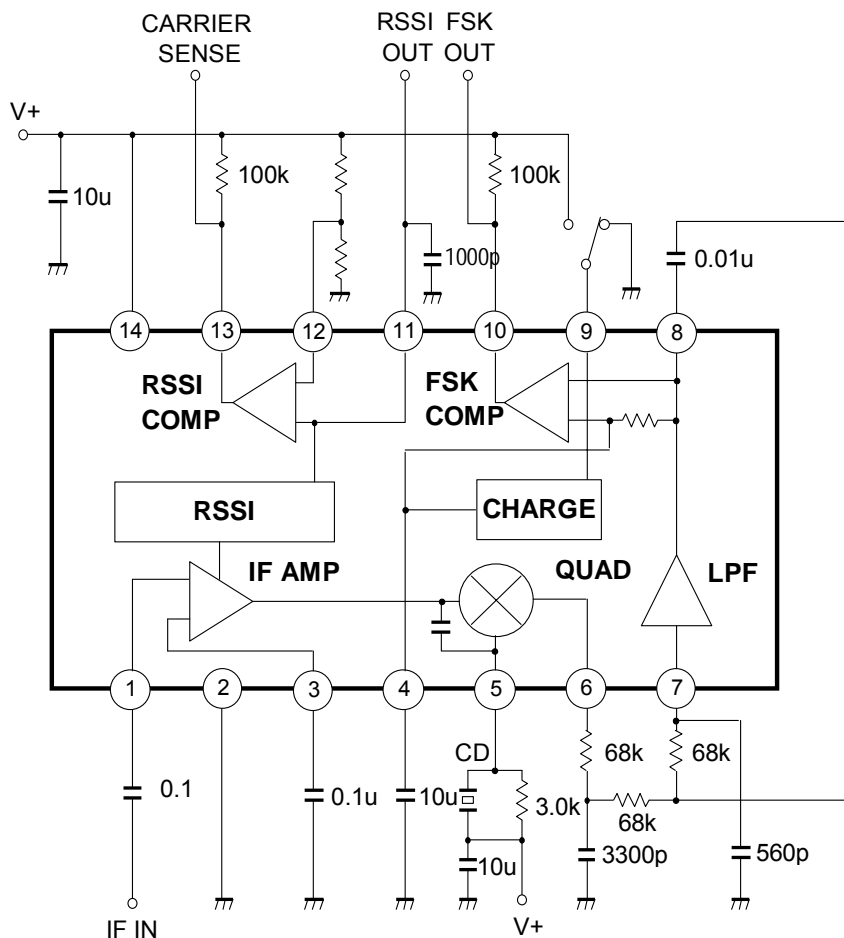 CARRIER
SENSE
RSSI
OUT
FSK
OUT
V+
10u
100k
1000p
100k
0.01u
14
13
12
11
10
9
8
RSSI
COMP
FSK
COMP
RSSI
CHARGE
IF AMP
QUAD
LPF
1
2
3
4
5
6
7
0.1
0.1u
10u
CD
3.0k
10u
68k
68k
68k
3300p
560p
IF IN
V+